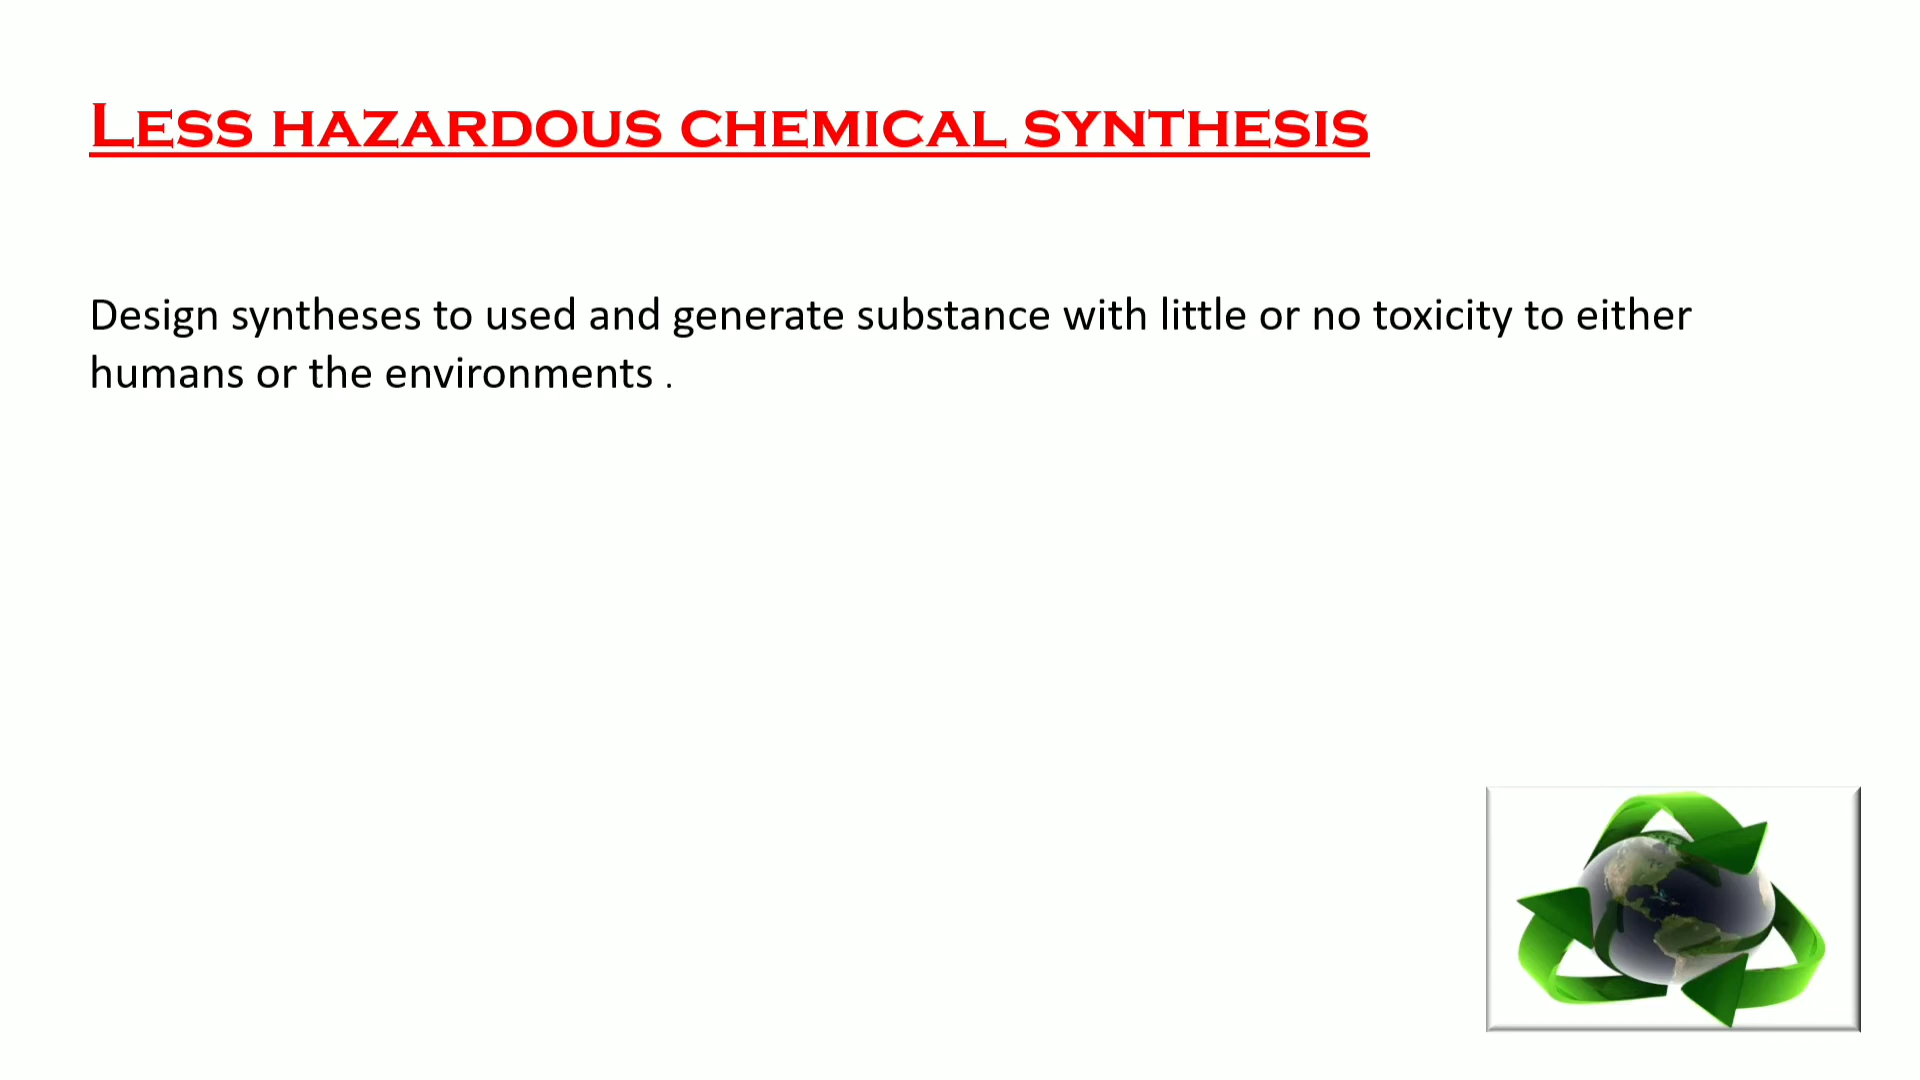 Less hazardous chemical synthesis
Design syntheses to used and generate substance with little or no toxicity to either
humans or the environments .